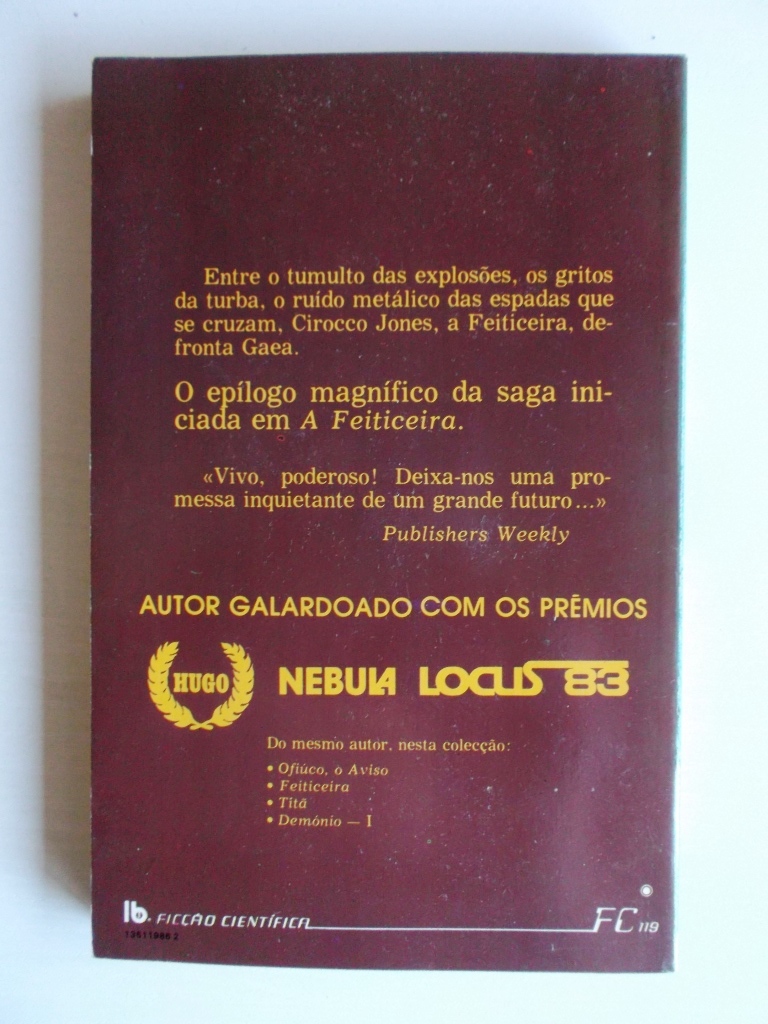 Entre o tumulto das explosões, os gritos
da turba, o ruído metálico das espadas que
se cruzam, Cirocco Jones, a Feiticeira, de-
fronta Gaea.
O epílogo magnífico da saga ini-
ciada em A Feiticeira.
«Vivo, poderoso! Deixa-nos uma pro-
messa inquietante de um grande futuro...»
Publishers Weekly
AUTOR GALARDOADO COM OS PRÉMIOS
HUGO NEBULA LOCUS 83
Do mesmo autor, nesta colecção:
• Ofiúco, o Aviso
• Feiticeira
• Titã
• Demónio — I
FICÇÃO CIENTÍFICA FC 119